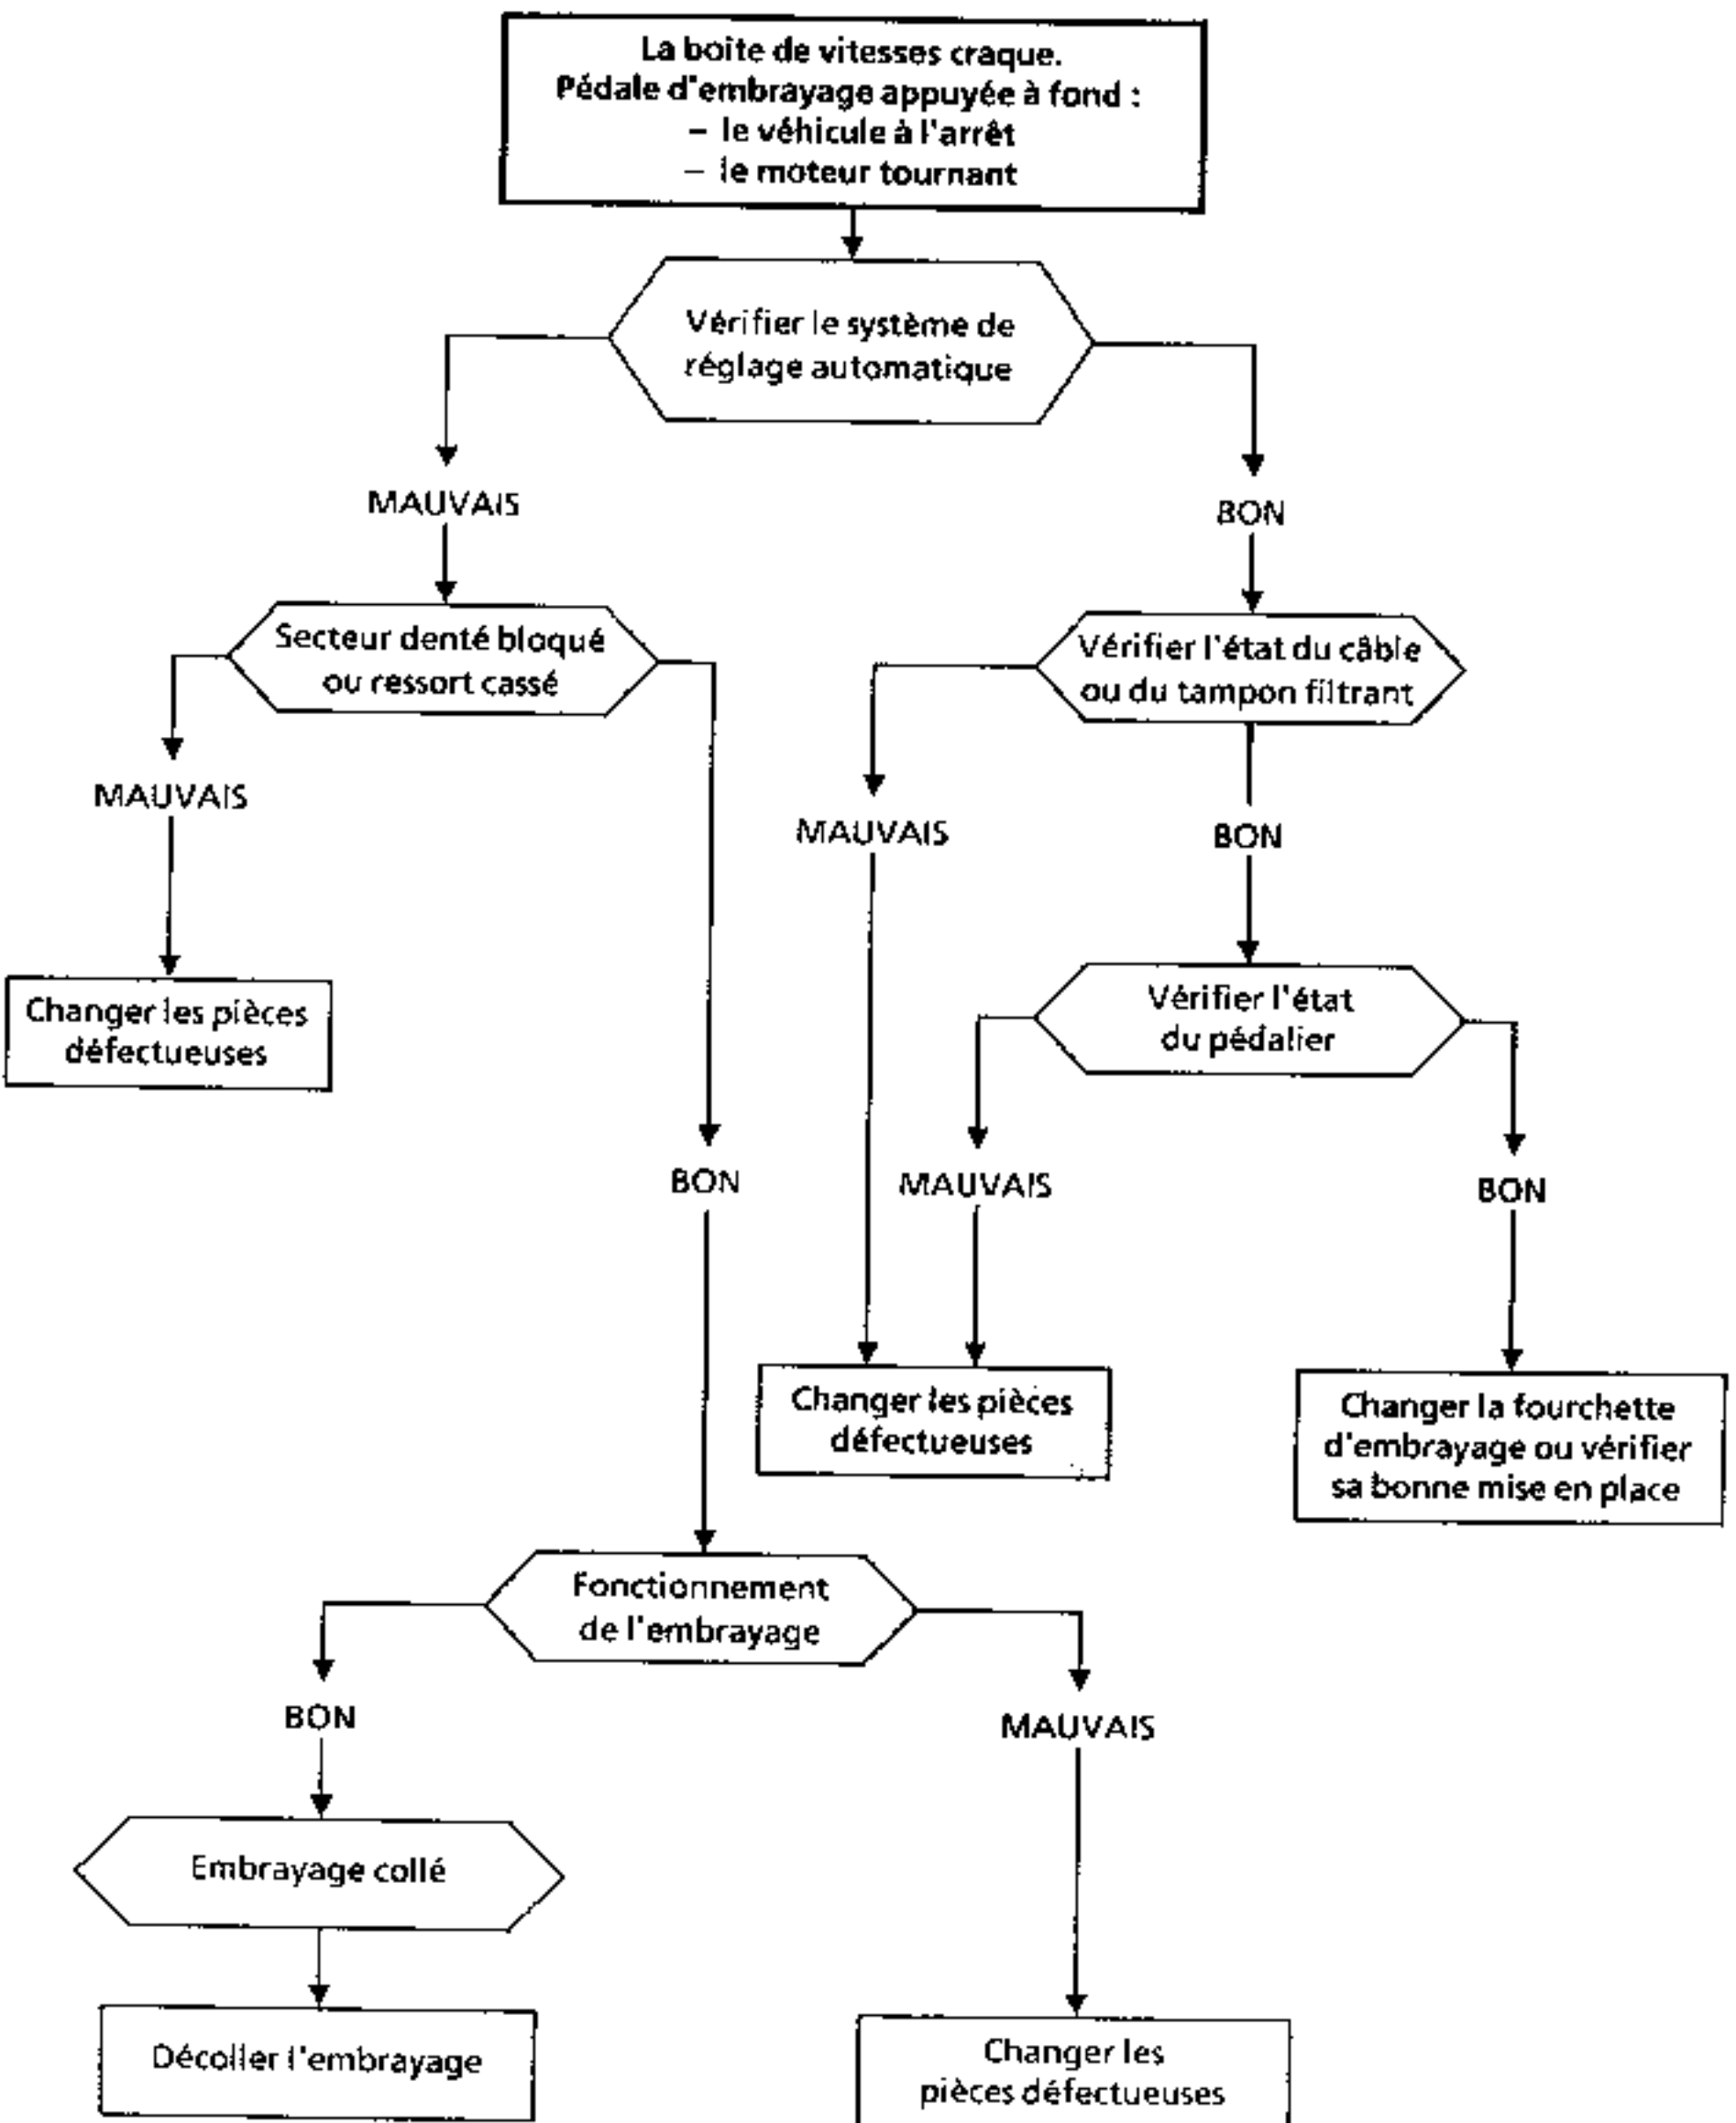 La boite de vitesses craque.
Pédale d'embrayage appuyée à fond :
– le véhicule à l'arrêt
– le moteur tournant
Vérifier le système de
réglage automatique
MAUVAIS
BON
Secteur denté bloqué
ou ressort cassé
Vérifier l'état du câble
ou du tampon filtrant
MAUVAIS
MAUVAIS
BON
Changer les pièces
défectueuses
Vérifier l'état
du pédalier
BON
MAUVAIS
BON
Changer les pièces
défectueuses
Changer la fourchette
d'embrayage ou vérifier
sa bonne mise en place
Fonctionnement
de l'embrayage
BON
MAUVAIS
Embrayage collé
Décoller l'embrayage
Changer les
pièces défectueuses